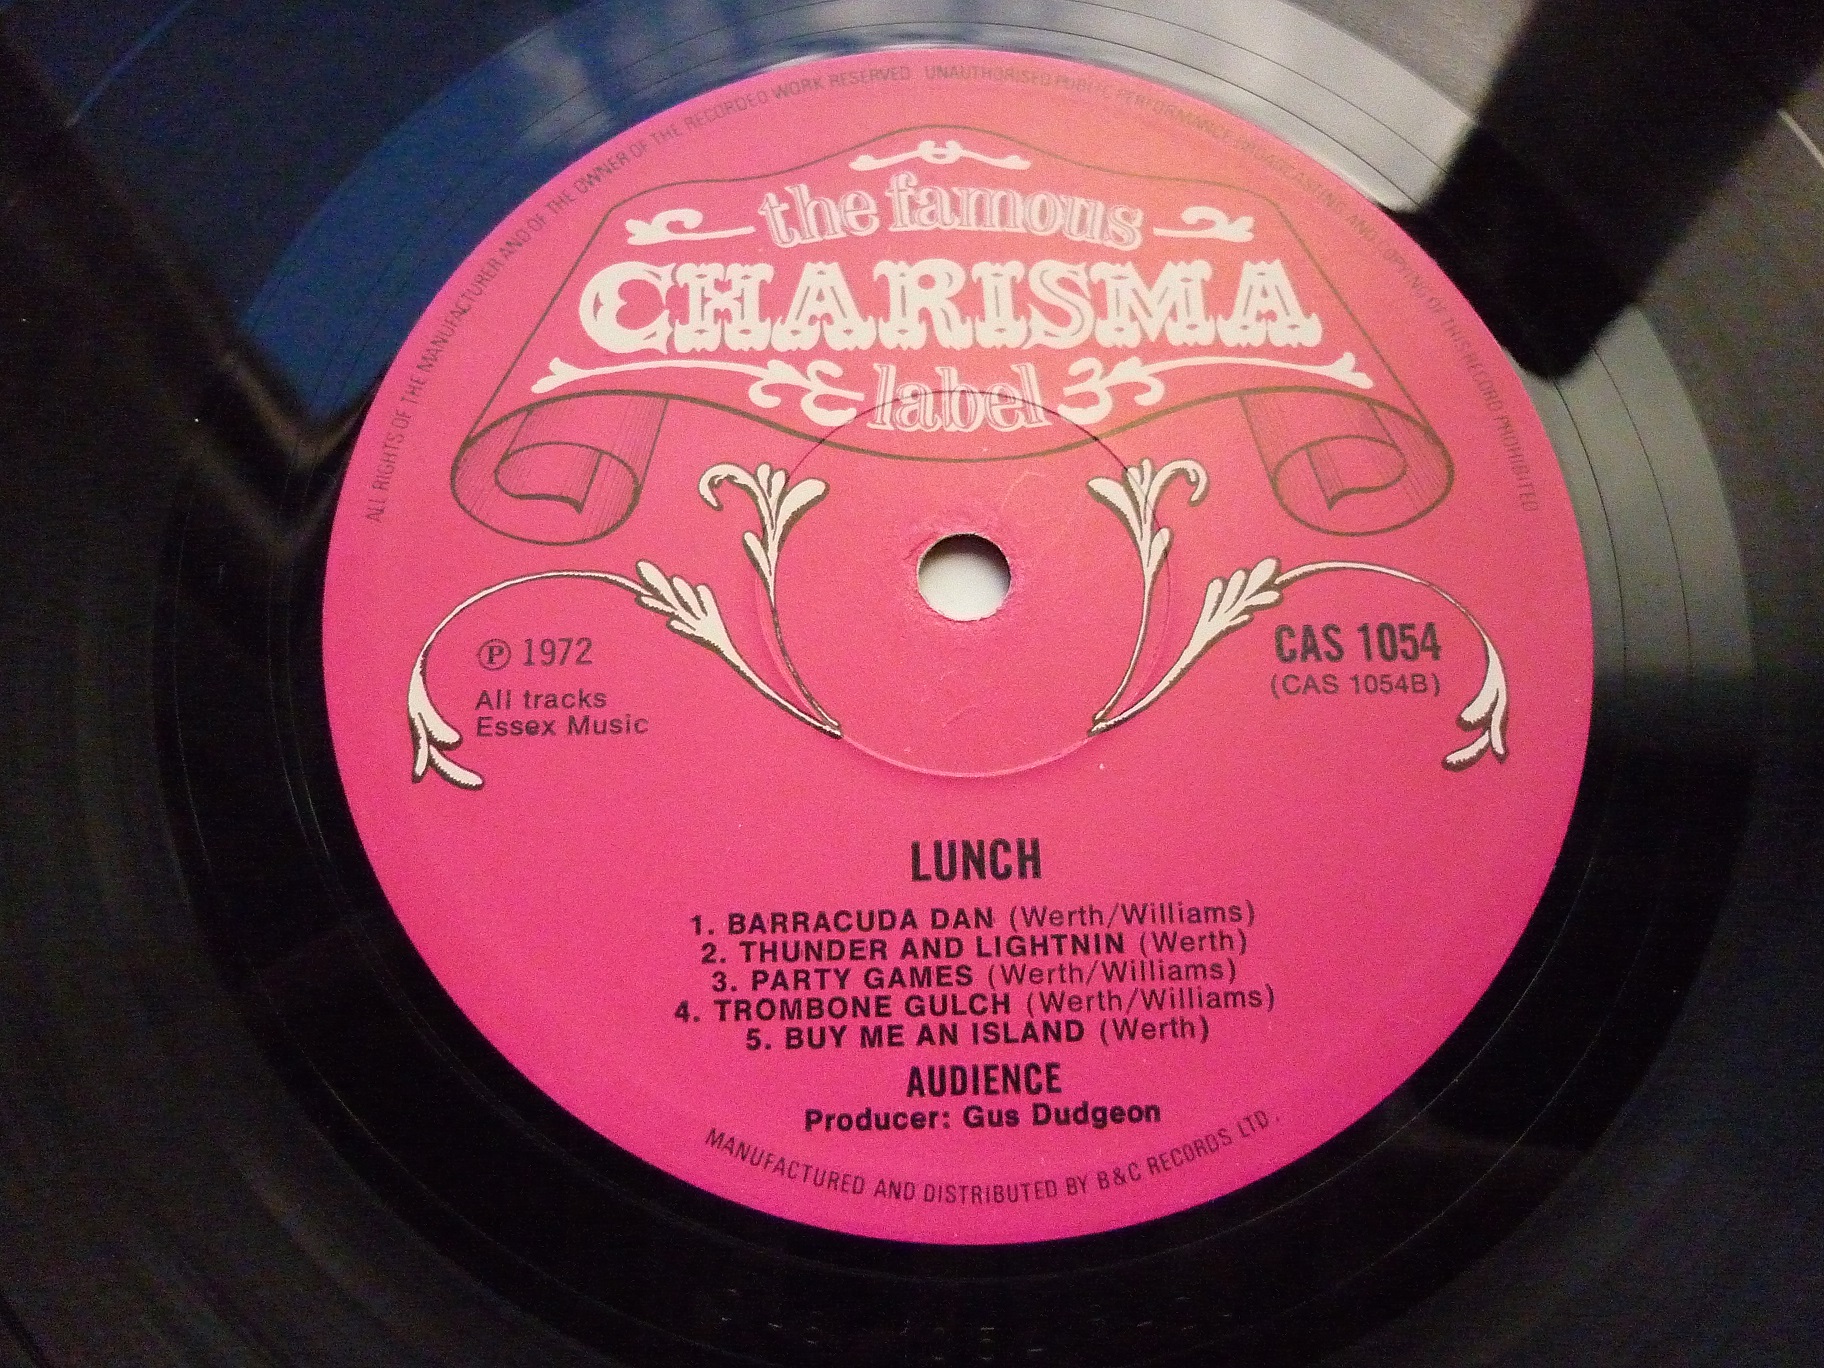 ALL RIGHTS OF THE MANUFACTURER AND OF THE OWNER OF THE RECORDED WORK RESERVED UNAUTHORISED PUBLIC PERFORMANCE BROADCASTING AND COPYING OF THIS RECORD PROHIBITED
the famous
CHARISMA
label
℗ 1972
All tracks
Essex Music
CAS 1054
(CAS 1054B)
LUNCH
1. BARRACUDA DAN (Werth/Williams)
2. THUNDER AND LIGHTNIN (Werth)
3. PARTY GAMES (Werth/Williams)
4. TROMBONE GULCH (Werth/Williams)
5. BUY ME AN ISLAND (Werth)
AUDIENCE
Producer: Gus Dudgeon
MANUFACTURED AND DISTRIBUTED BY B&C RECORDS LTD.